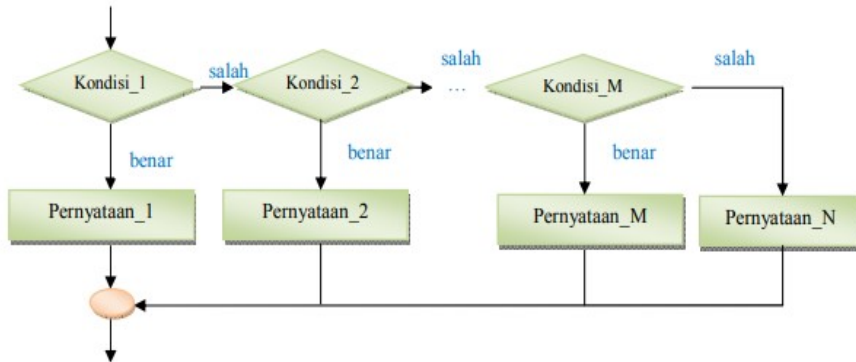 Kondisi_1
salah
Kondisi_2
salah
...
Kondisi_M
salah
benar
benar
benar
Pernyataan_1
Pernyataan_2
Pernyataan_M
Pernyataan_N